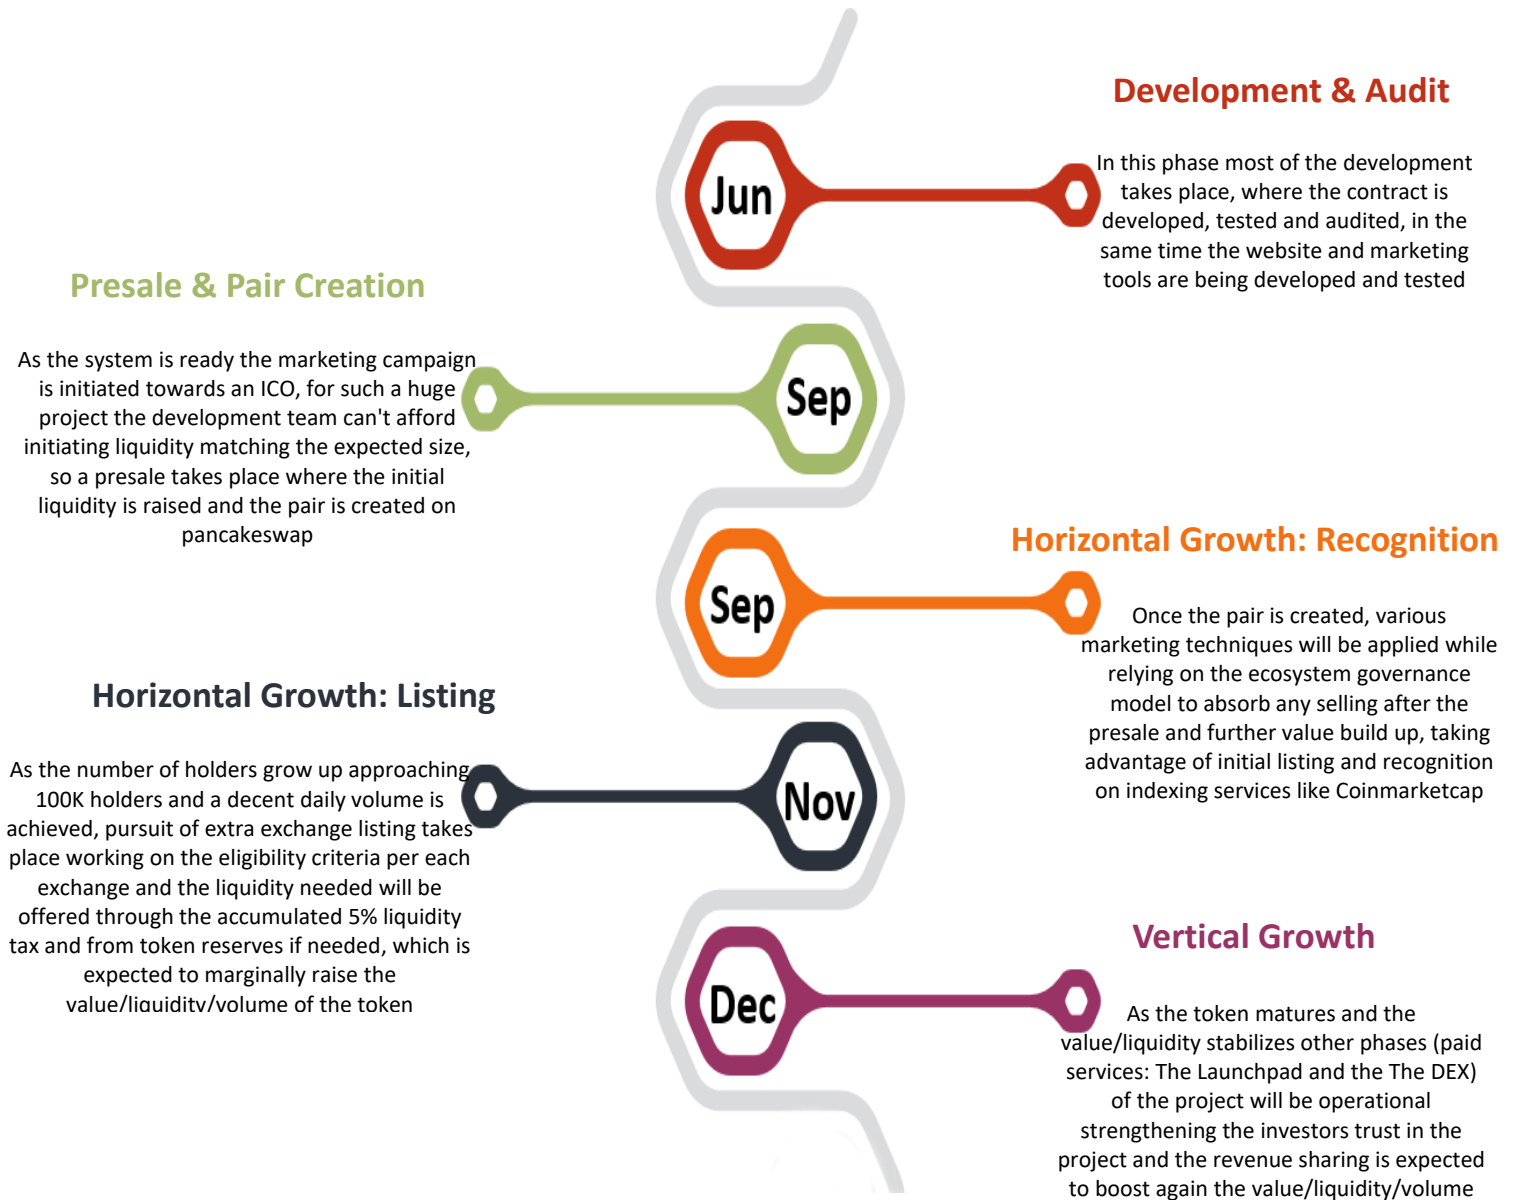 Development & Audit
Jun
In this phase most of the development
takes place, where the contract is
developed, tested and audited, in the
same time the website and marketing
tools are being developed and tested
Presale & Pair Creation
As the system is ready the marketing campaign
is initiated towards an ICO, for such a huge
project the development team can't afford
initiating liquidity matching the expected size,
so a presale takes place where the initial
liquidity is raised and the pair is created on
pancakeswap
Sep
Horizontal Growth: Recognition
Sep
Once the pair is created, various
marketing techniques will be applied while
relying on the ecosystem governance
model to absorb any selling after the
presale and further value build up, taking
advantage of initial listing and recognition
on indexing services like Coinmarketcap
Horizontal Growth: Listing
As the number of holders grow up approaching
100K holders and a decent daily volume is
achieved, pursuit of extra exchange listing takes
place working on the eligibility criteria per each
exchange and the liquidity needed will be
offered through the accumulated 5% liquidity
tax and from token reserves if needed, which is
expected to marginally raise the
value/liquidity/volume of the token
Nov
Vertical Growth
Dec
As the token matures and the
value/liquidity stabilizes other phases (paid
services: The Launchpad and the The DEX)
of the project will be operational
strengthening the investors trust in the
project and the revenue sharing is expected
to boost again the value/liquidity/volume